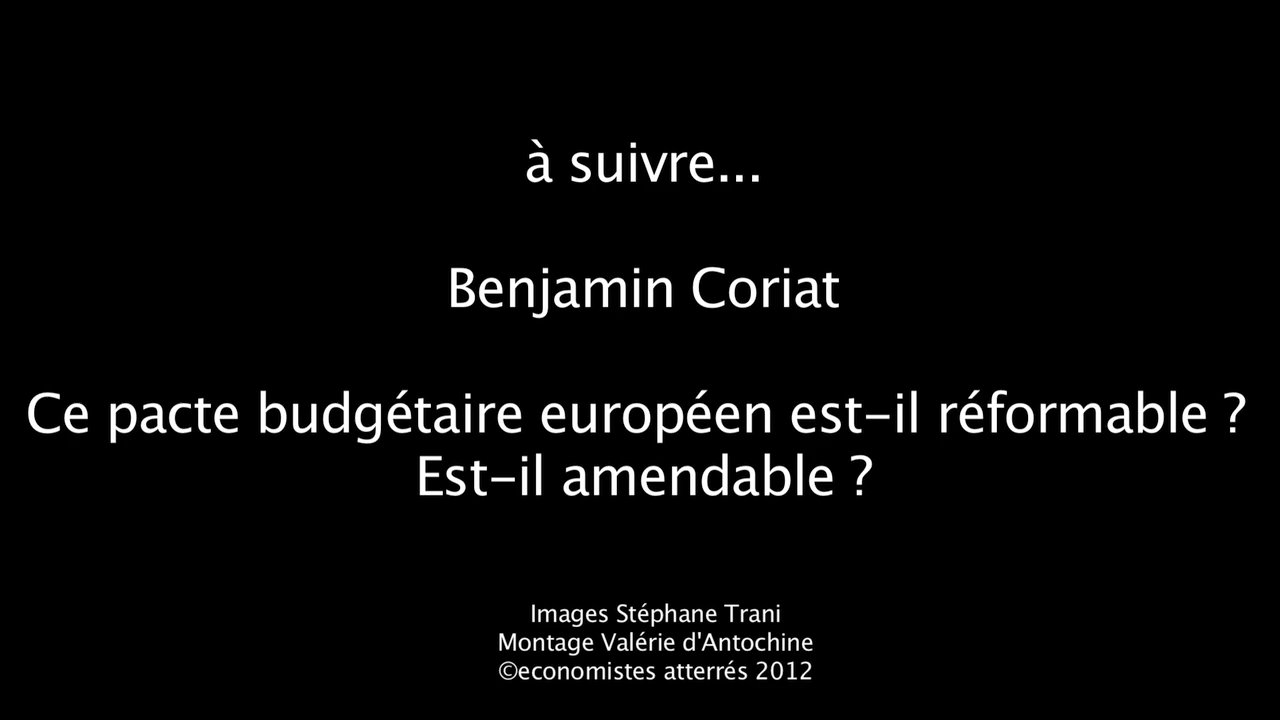 à suivre...
Benjamin Coriat
Ce pacte budgétaire européen est-il réformable ?
Est-il amendable ?
Images Stéphane Trani
Montage Valérie d'Antochine
©economistes atterrés 2012